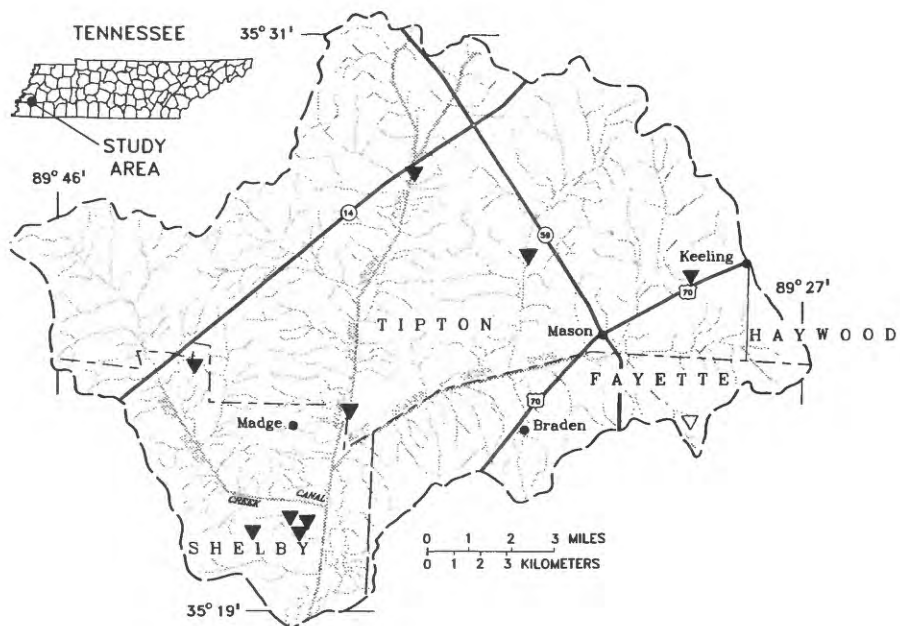 TENNESSEE
STUDY
AREA
35° 31'
89° 46'
14
59
Keeling
70
89° 27'
TIPTON
Mason
HAYWOOD
FAYETTE
70
Madge
Braden
CREEK CANAL
SHELBY
0 1 2 3 MILES
0 1 2 3 KILOMETERS
35° 19'